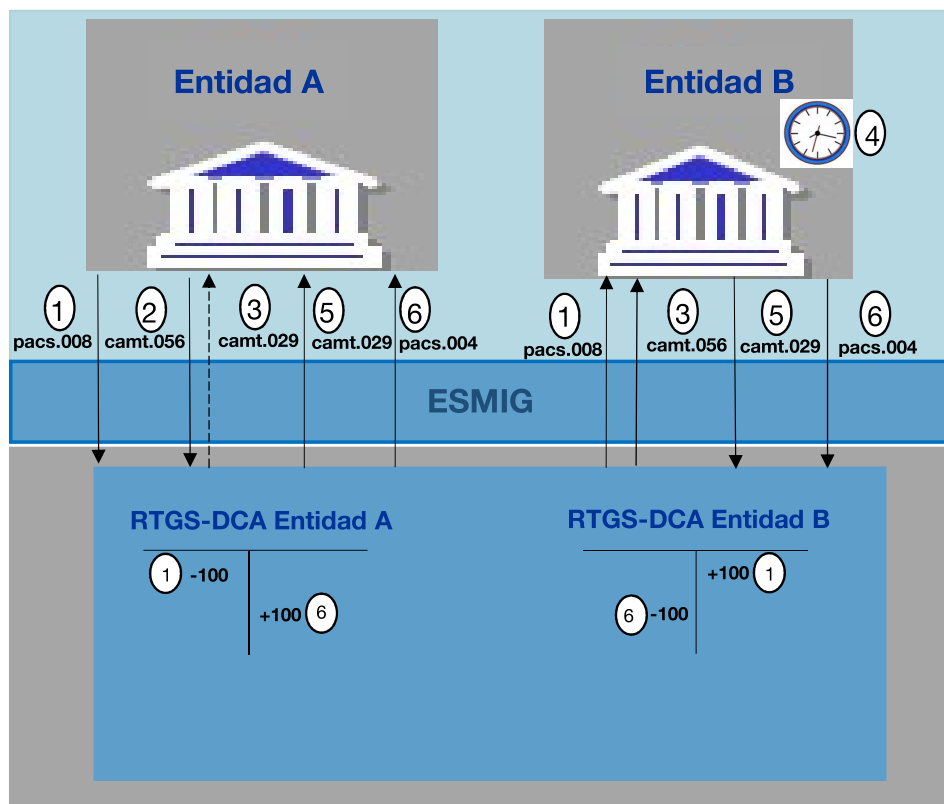 Entidad A
Entidad B
4
1
2
3
5
6
pacs.008
camt.056
camt.029
camt.029
pacs.004
1
3
5
6
pacs.008
camt.056
camt.029
pacs.004
ESMIG
RTGS-DCA Entidad A
1 -100
+100 6
RTGS-DCA Entidad B
+100 1
6 -100